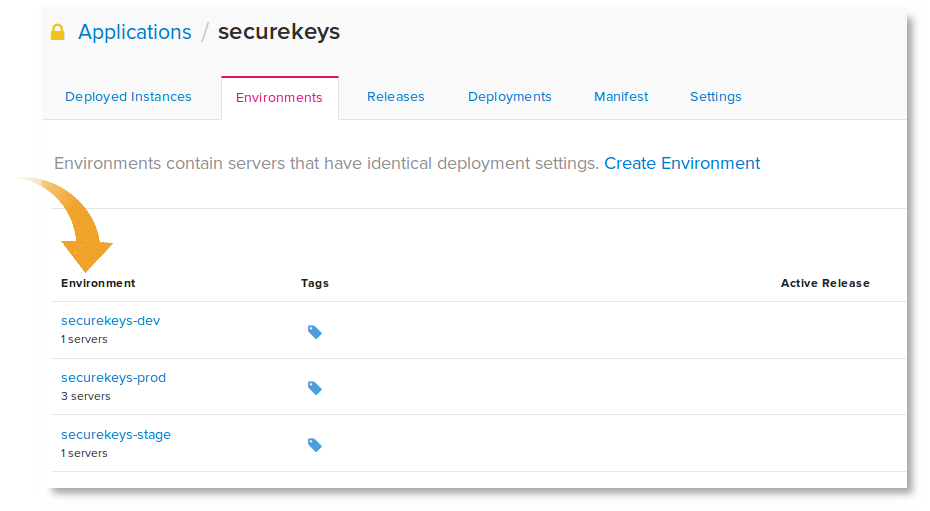 Applications / securekeys
Deployed Instances Environments Releases Deployments Manifest Settings
Environments contain servers that have identical deployment settings. Create Environment
Environment Tags Active Release
securekeys-dev
1 servers
securekeys-prod
3 servers
securekeys-stage
1 servers